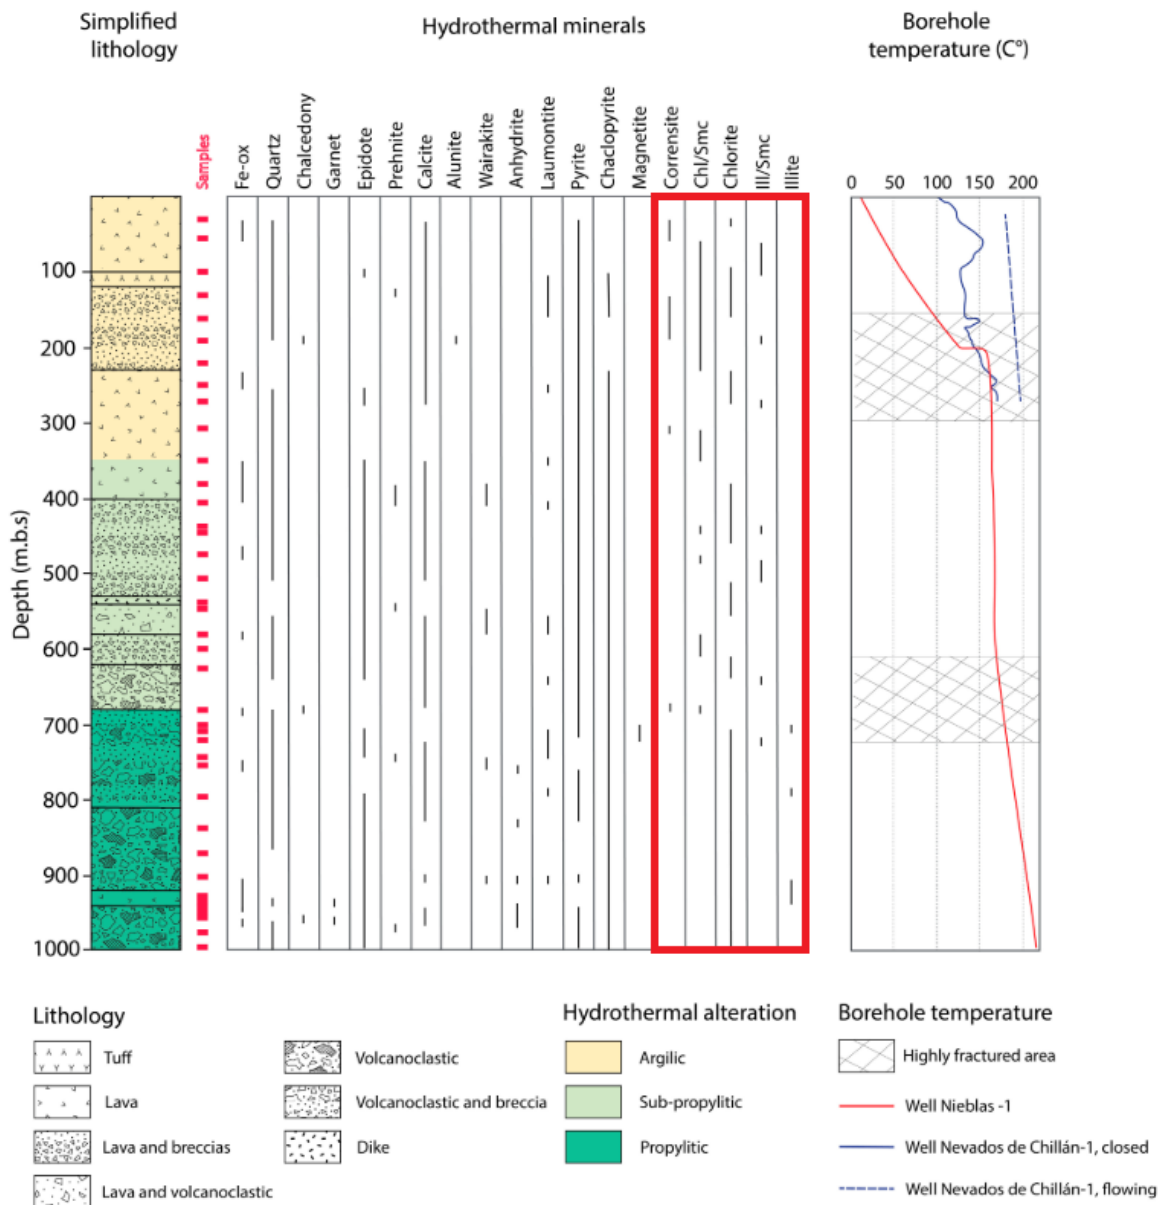 Simplified
lithology
Hydrothermal minerals
Borehole
temperature (C°)
Samples
Fe-ox
Quartz
Chalcedony
Garnet
Epidote
Prehnite
Calcite
Alunite
Wairakite
Anhydrite
Laumontite
Pyrite
Chaclopyrite
Magnetite
Corrensite
Chl/Smc
Chlorite
Ill/Smc
Illite
0 50 100 150 200
Depth (m.b.s)
100
200
300
400
500
600
700
800
900
1000
Lithology
Tuff
Lava
Lava and breccias
Lava and volcanoclastic
Volcanoclastic
Volcanoclastic and breccia
Dike
Hydrothermal alteration
Argilic
Sub-propylitic
Propylitic
Borehole temperature
Highly fractured area
Well Nieblas -1
Well Nevados de Chillán-1, closed
Well Nevados de Chillán-1, flowing